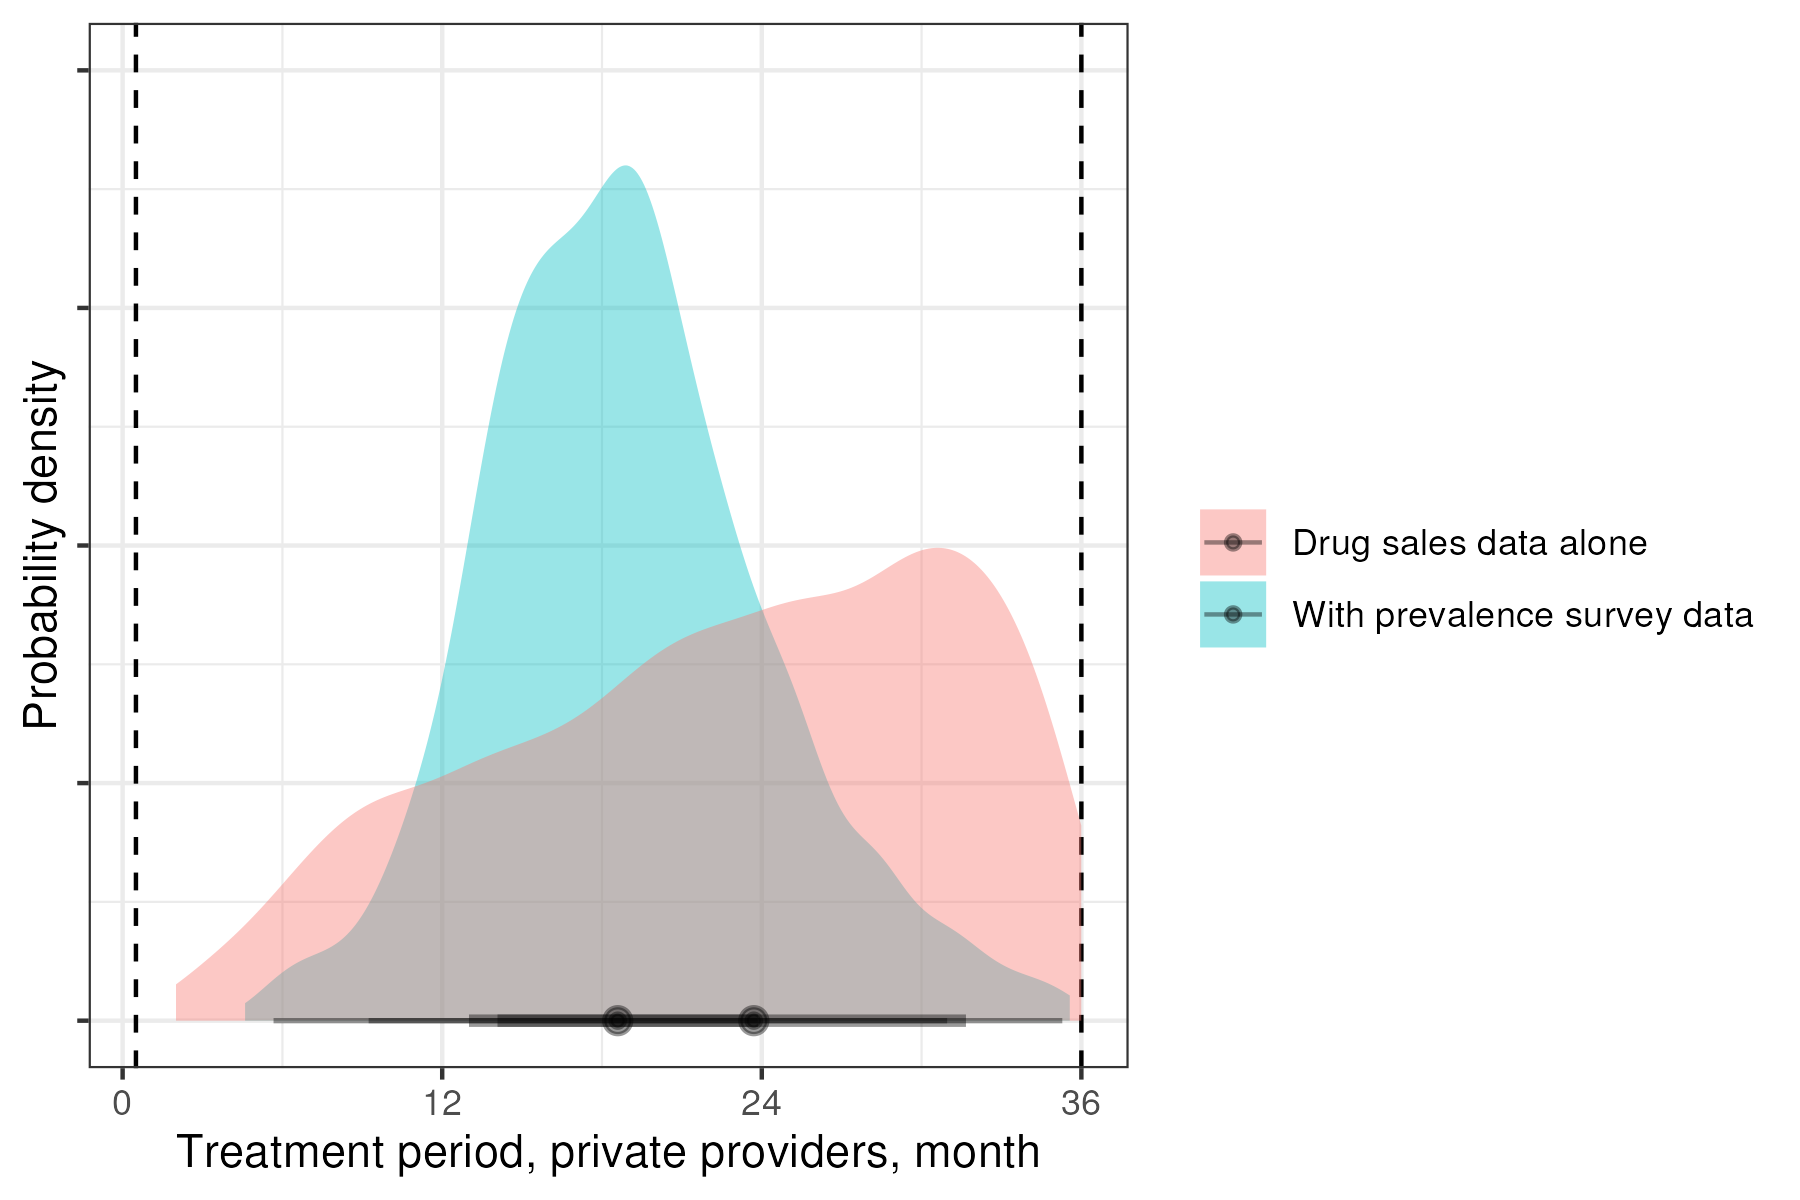 Probability density
0 12 24 36
Treatment period, private providers, month
Drug sales data alone
With prevalence survey data